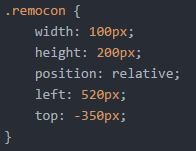 .remocon {
    width: 100px;
    height: 200px;
    position: relative;
    left: 520px;
    top: -350px;
}